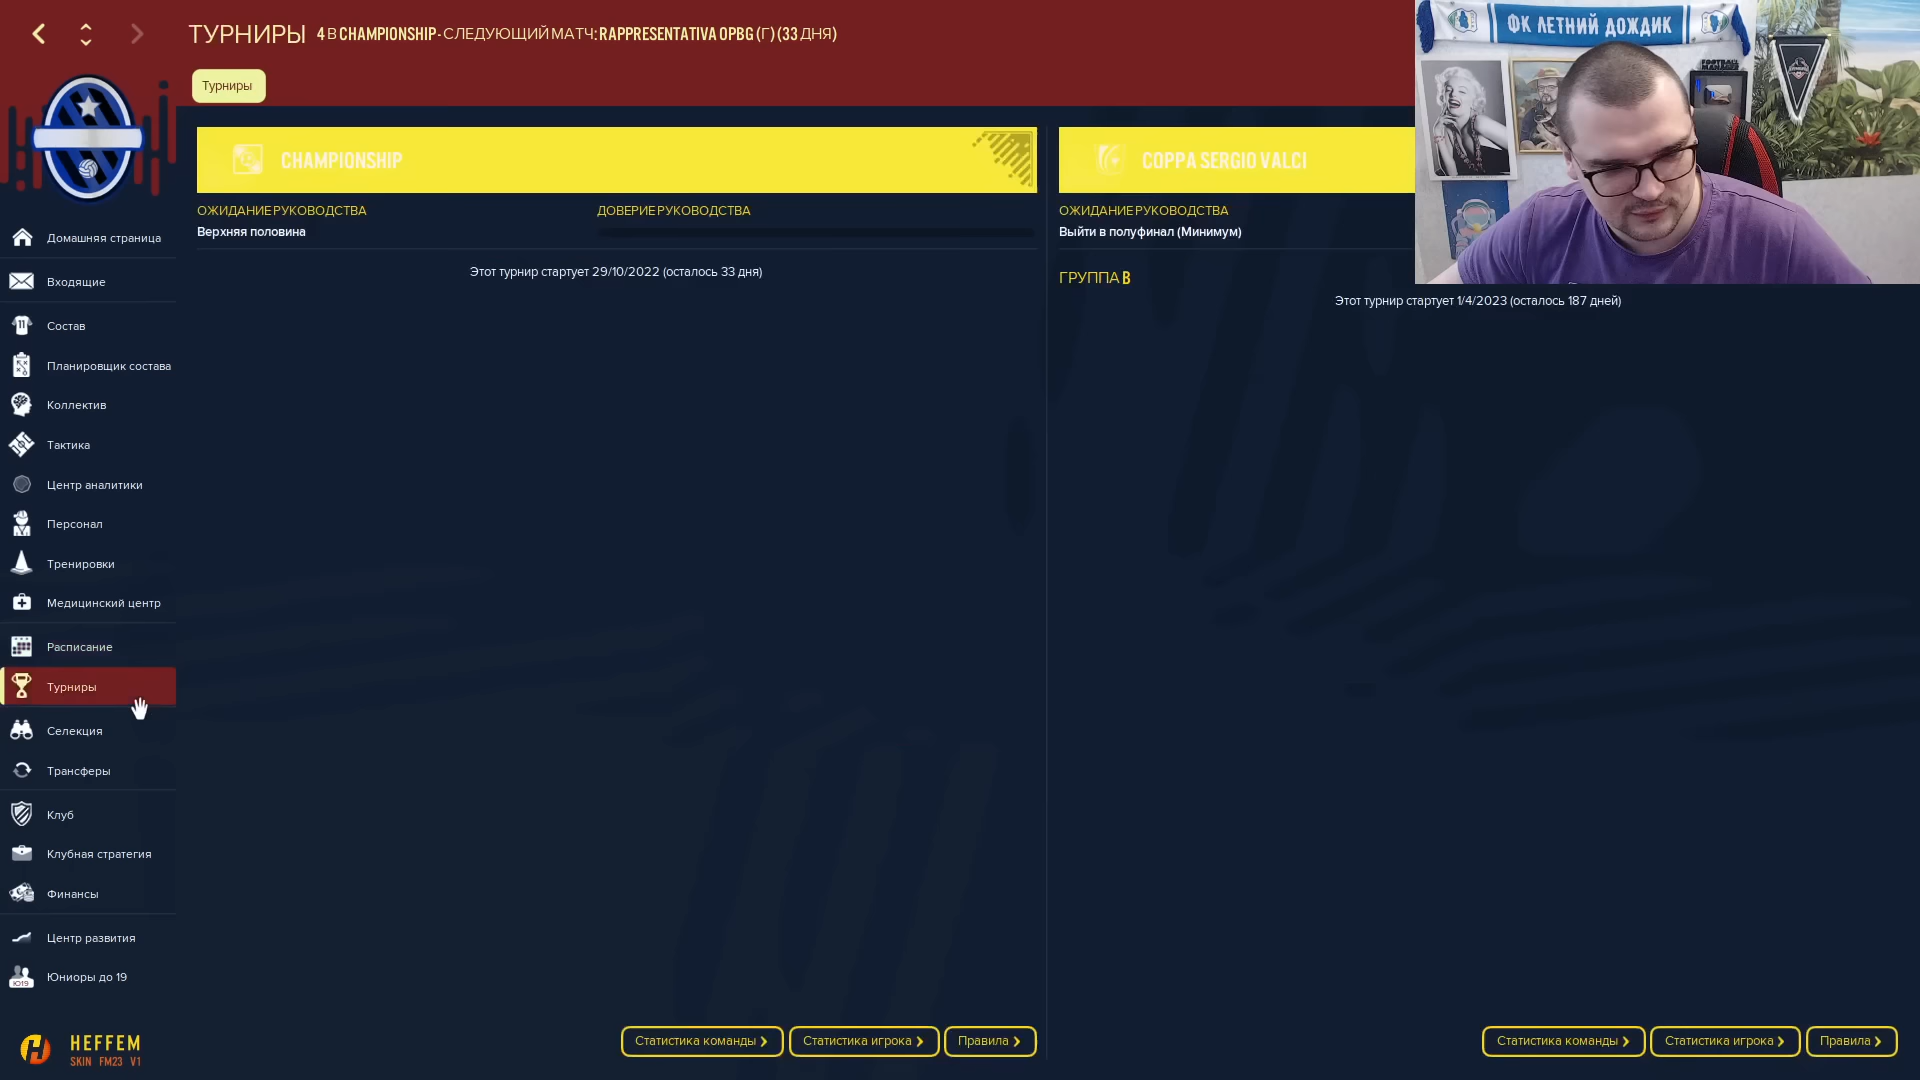 ТУРНИРЫ
4 В CHAMPIONSHIP - СЛЕДУЮЩИЙ МАТЧ: RAPPRESENTATIVA OPBG (Г) (33 ДНЯ)
Турниры
ФК ЛЕТНИЙ ДОЖДИК
FOOTBALL
MANAGER
CHAMPIONSHIP
ОЖИДАНИЕ РУКОВОДСТВА
ДОВЕРИЕ РУКОВОДСТВА
Верхняя половина
Этот турнир стартует 29/10/2022 (осталось 33 дня)
COPPA SERGIO VALCI
ОЖИДАНИЕ РУКОВОДСТВА
Выйти в полуфинал (Минимум)
ГРУППА B
Этот турнир стартует 1/4/2023 (осталось 187 дней)
Домашняя страница
Входящие
11
Состав
Планировщик состава
Коллектив
Тактика
Центр аналитики
Персонал
Тренировки
Медицинский центр
Расписание
Турниры
Селекция
Трансферы
Клуб
Клубная стратегия
Финансы
Центр развития
Ю19
Юниоры до 19
HEFFEM
SKIN FM23 V1
Статистика команды
Статистика игрока
Правила
Статистика команды
Статистика игрока
Правила